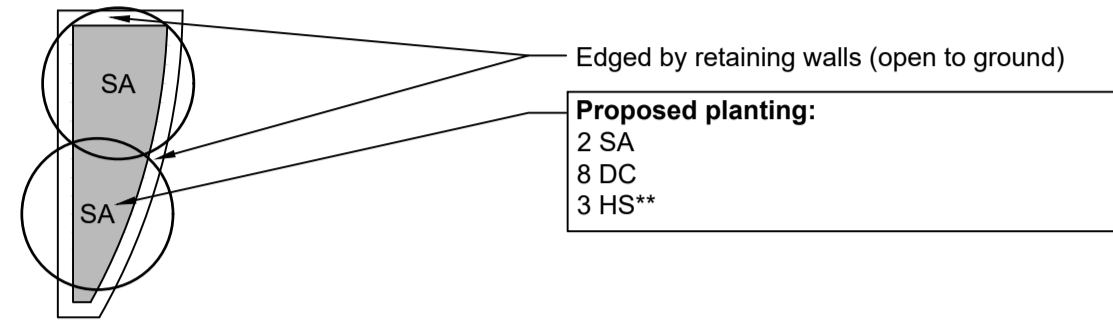 SA
Edged by retaining walls (open to ground)
Proposed planting:
2 SA
8 DC
3 HS**
SA